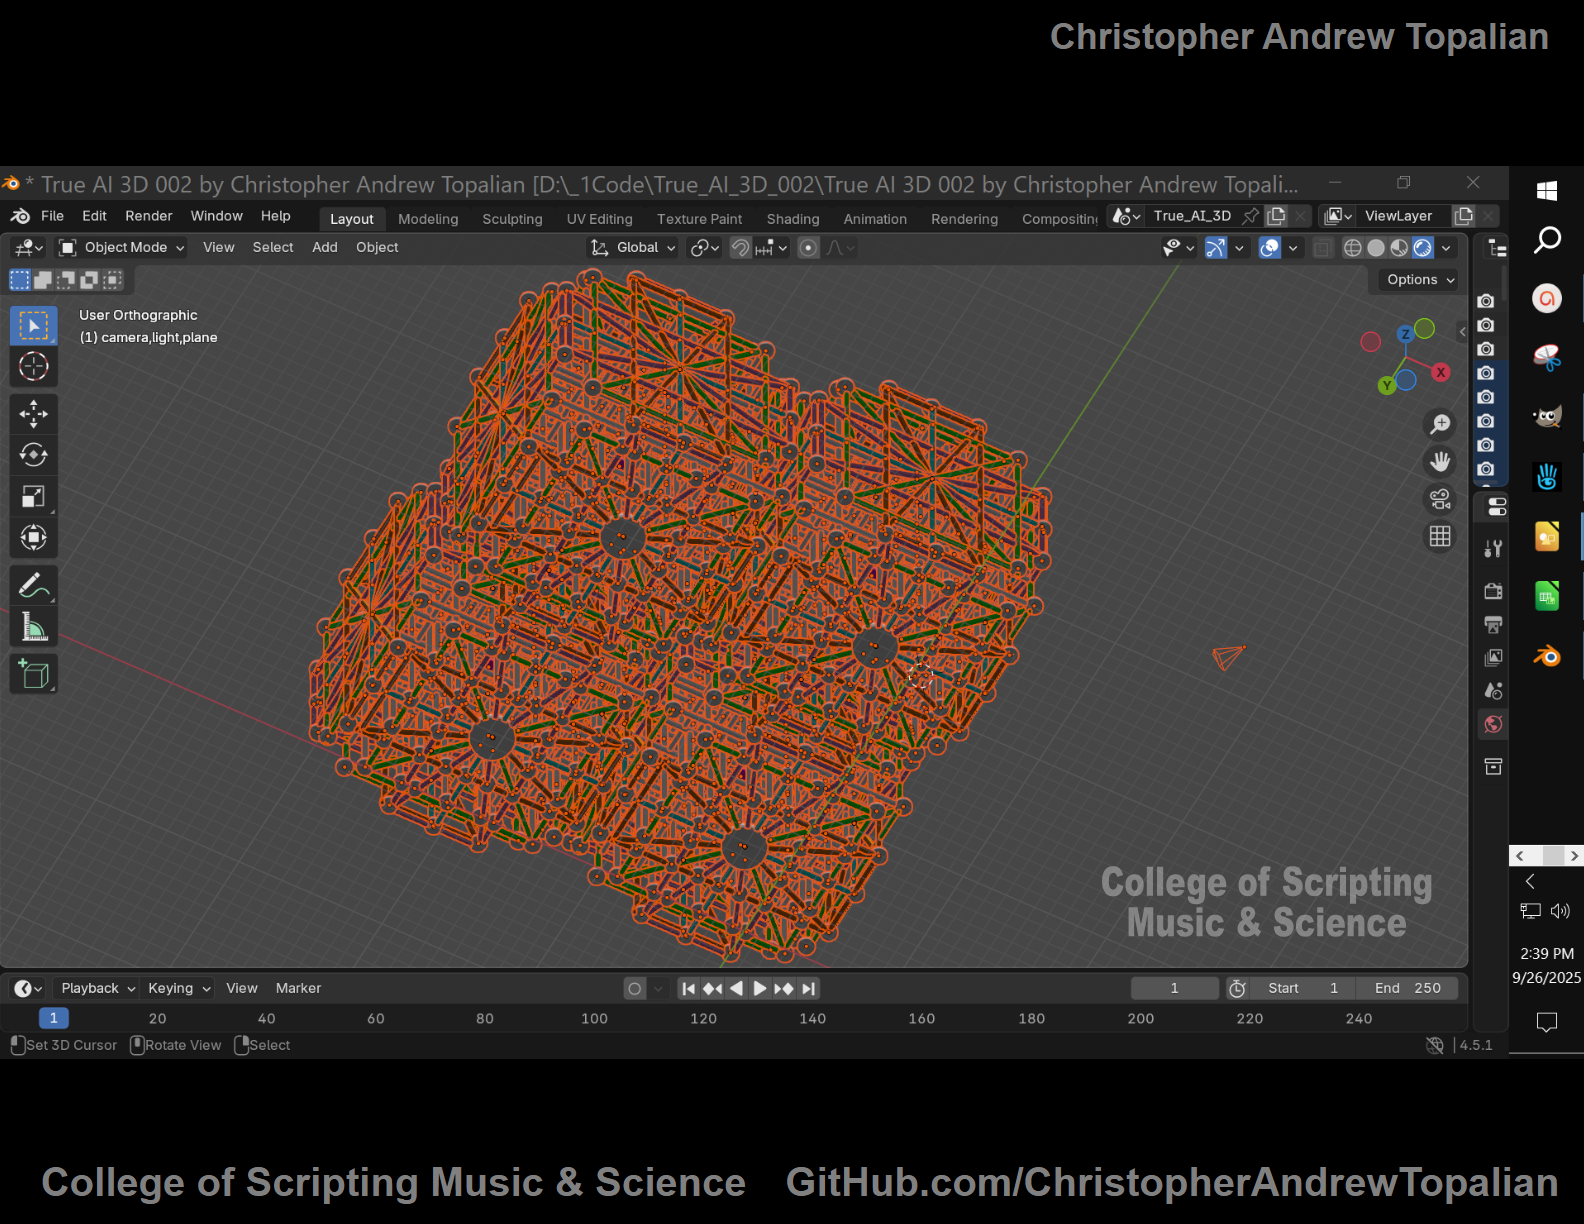 Christopher Andrew Topalian
* True AI 3D 002 by Christopher Andrew Topalian [D:\_1Code\True_AI_3D_002\True AI 3D 002 by Christopher Andrew Topali...
File Edit Render Window Help
Layout Modeling Sculpting UV Editing Texture Paint Shading Animation Rendering Compositing
True_AI_3D
ViewLayer
Object Mode View Select Add Object
Global
Options
User Orthographic
(1) camera,light,plane
Z
X
Y
College of Scripting
Music & Science
Playback Keying View Marker
1
Start 1
End 250
1 20 40 60 80 100 120 140 160 180 200 220 240
Set 3D Cursor Rotate View Select
4.5.1
2:39 PM
9/26/2025
College of Scripting Music & Science GitHub.com/ChristopherAndrewTopalian